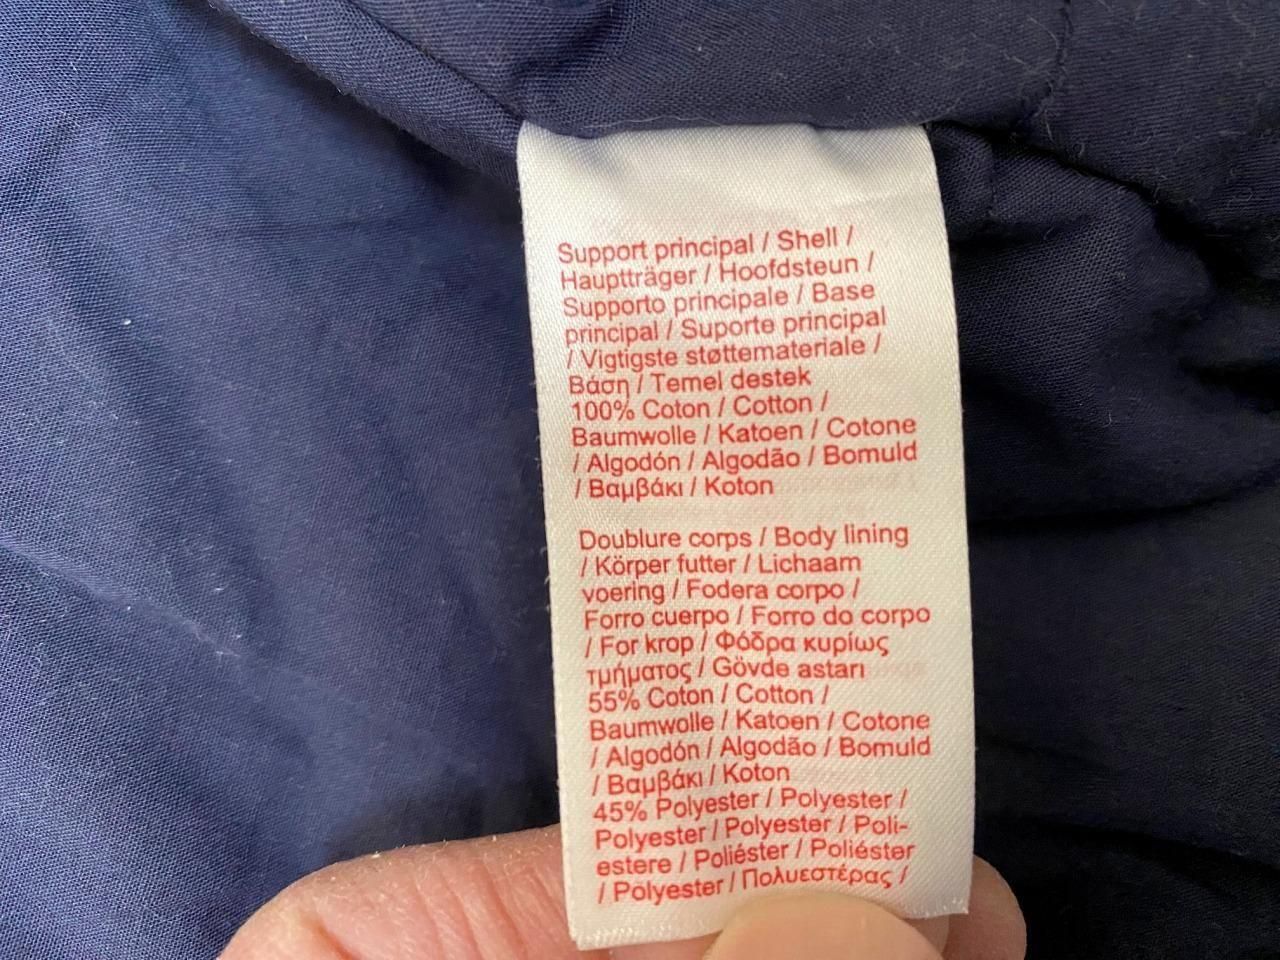 Support principal / Shell /
Hauptträger / Hoofdsteun /
Supporto principale / Base
principal / Suporte principal
/ Vigtigste støttemateriale /
Βάση / Temel destek
100% Coton / Cotton /
Baumwolle / Katoen / Cotone
/ Algodón / Algodão / Bomuld
/ Βαμβάκι / Koton
Doublure corps / Body lining
/ Körper futter / Lichaam
voering / Fodera corpo /
Forro cuerpo / Forro do corpo
/ For krop / Φόδρα κυρίως
τμήματος / Gövde astarı
55% Coton / Cotton /
Baumwolle / Katoen / Cotone
/ Algodón / Algodão / Bomuld
/ Βαμβάκι / Koton
45% Polyester / Polyester /
Polyester / Polyester / Poli-
estere / Poliéster / Poliéster
/ Polyester / Πολυεστέρας /